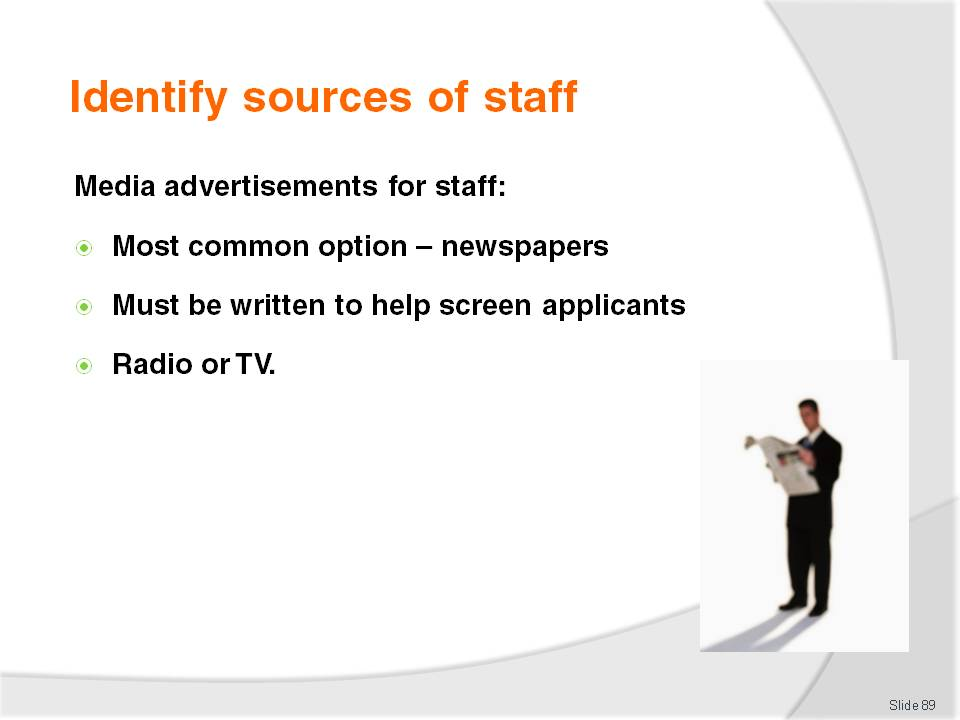 Identify sources of staff
Media advertisements for staff:
Most common option – newspapers
Must be written to help screen applicants
Radio or TV.
Slide 89